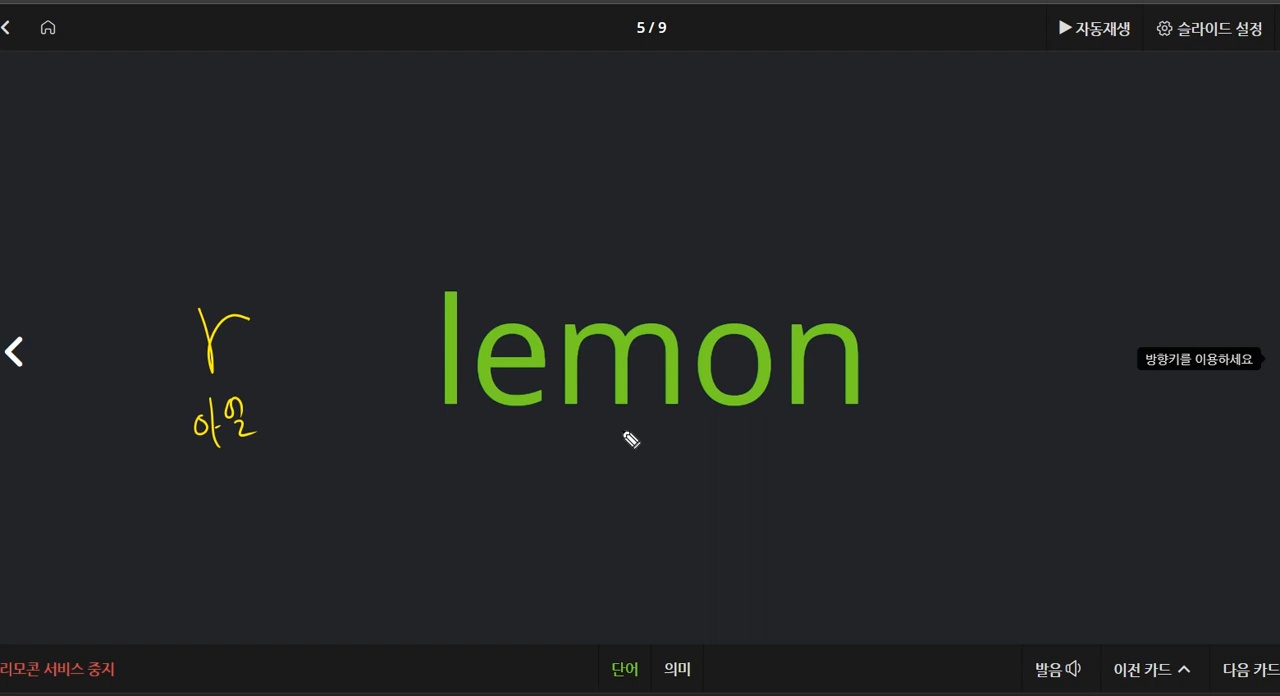 5 / 9
자동재생
슬라이드 설정
lemon
방향키를 이용하세요
r
리모콘 서비스 중지
단어
의미
발음
이전 카드
다음 카드